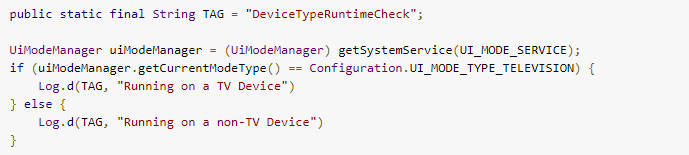 public static final String TAG = "DeviceTypeRuntimeCheck";
UiModeManager uiModeManager = (UiModeManager) getSystemService(UI_MODE_SERVICE);
if (uiModeManager.getCurrentModeType() == Configuration.UI_MODE_TYPE_TELEVISION) {
    Log.d(TAG, "Running on a TV Device")
} else {
    Log.d(TAG, "Running on a non-TV Device")
}